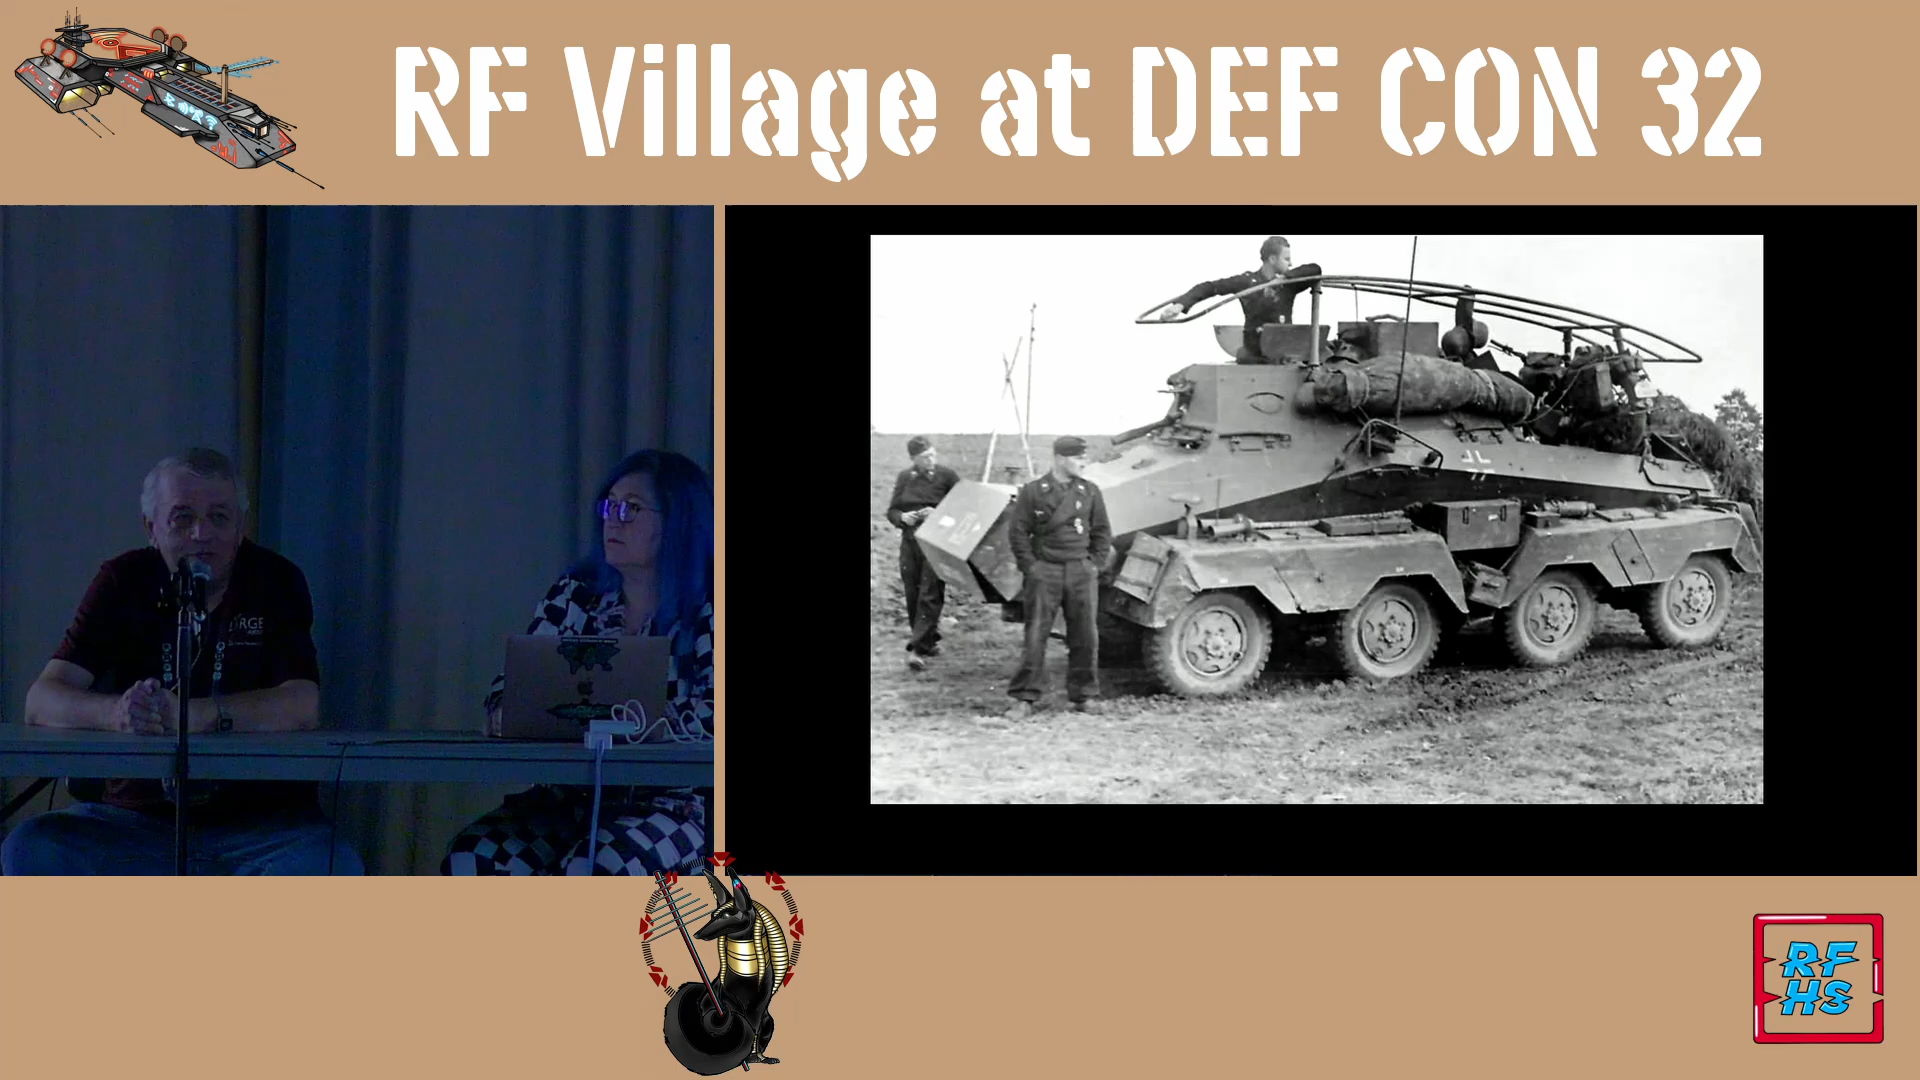 RF Village at DEF CON 32
RF
HS